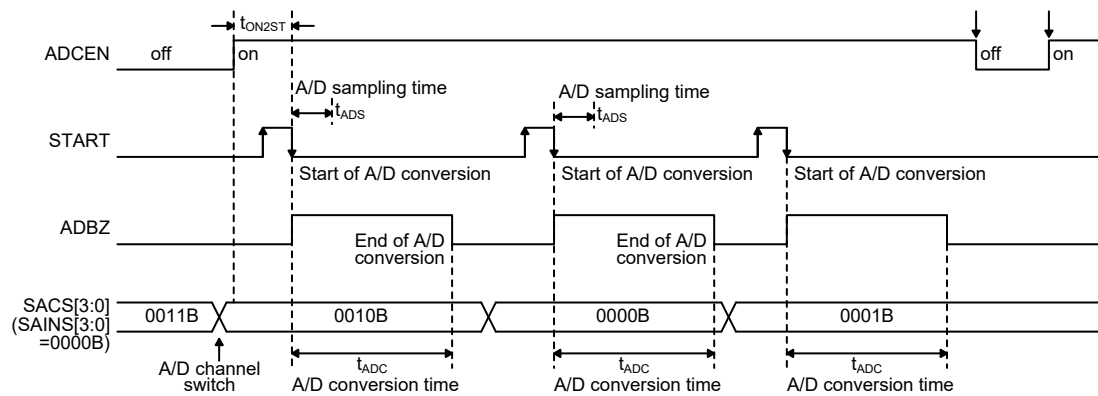 tON2ST
ADCEN
off
on
off
on
A/D sampling time
tADS
A/D sampling time
tADS
START
Start of A/D conversion
Start of A/D conversion
Start of A/D conversion
ADBZ
End of A/D
conversion
End of A/D
conversion
SACS[3:0]
(SAINS[3:0]
=0000B)
0011B
0010B
0000B
0001B
A/D channel
switch
tADC
A/D conversion time
tADC
A/D conversion time
tADC
A/D conversion time